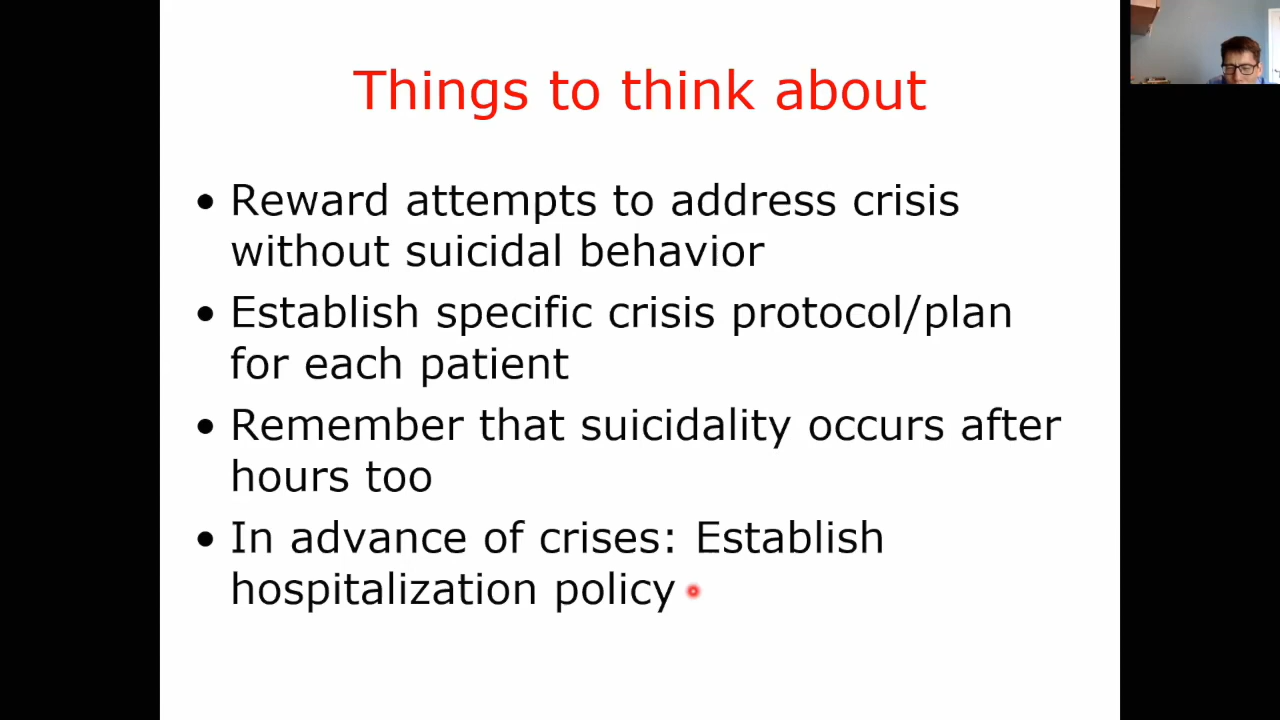 Things to think about
• Reward attempts to address crisis
without suicidal behavior
• Establish specific crisis protocol/plan
for each patient
• Remember that suicidality occurs after
hours too
• In advance of crises: Establish
hospitalization policy